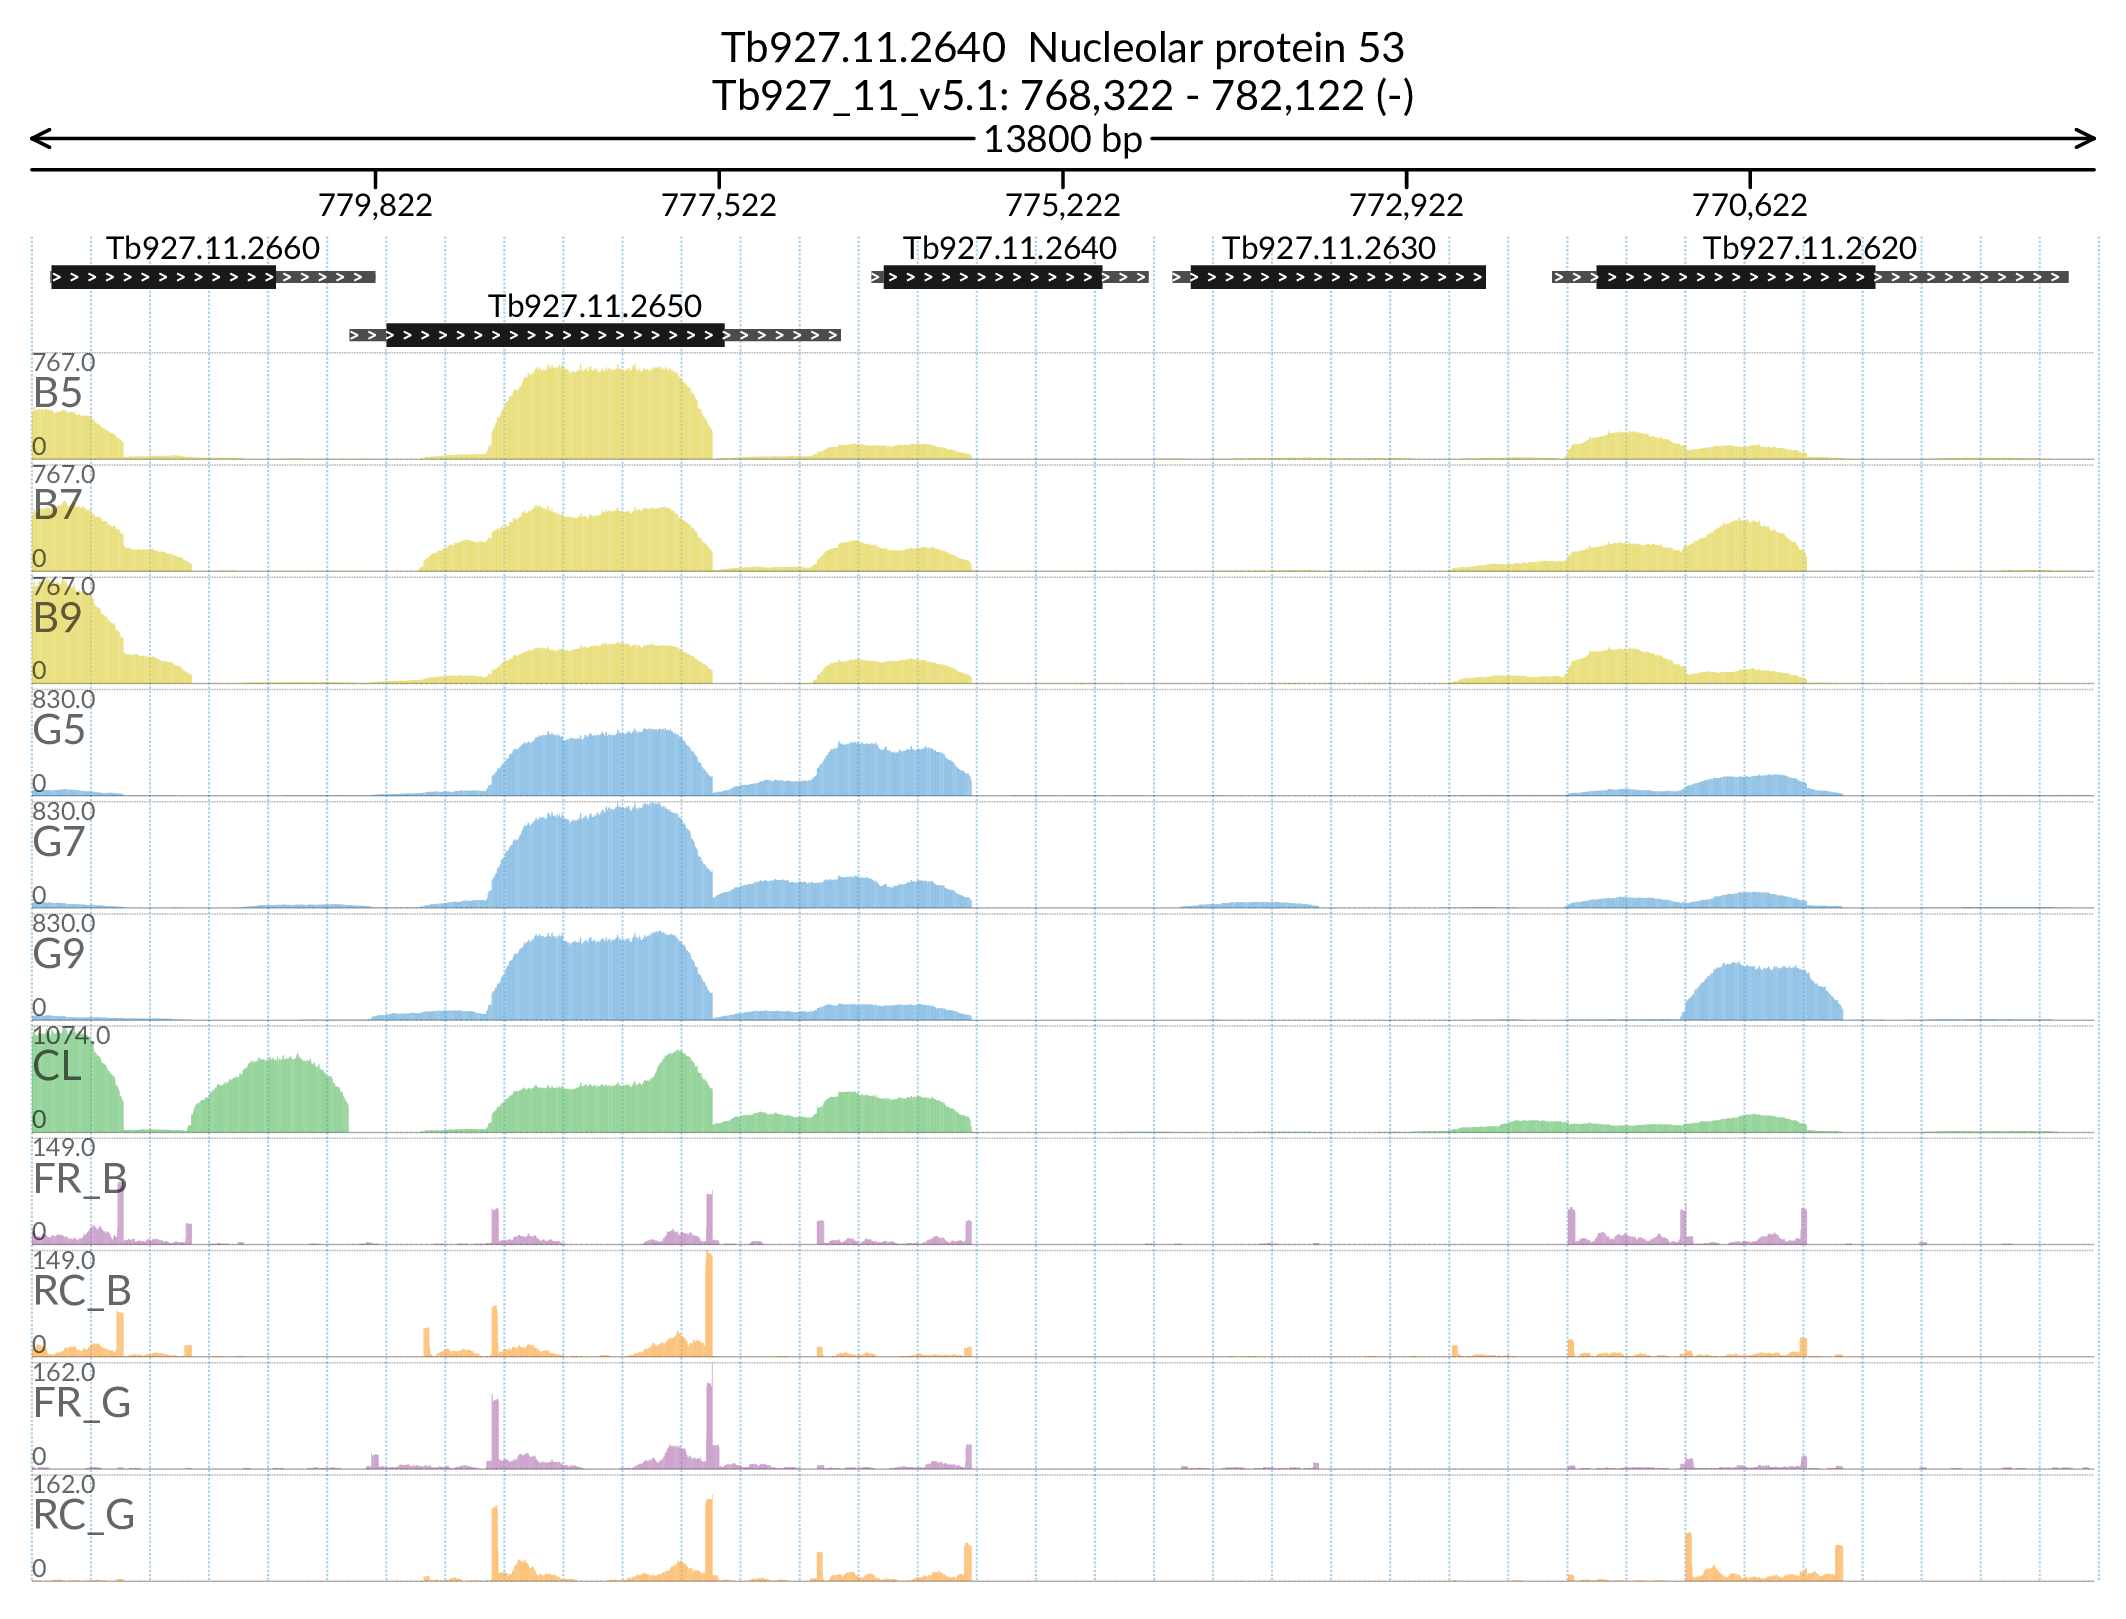 Tb927.11.2640  Nucleolar protein 53
Tb927_11_v5.1: 768,322 - 782,122 (-)
13800 bp
779,822 777,522 775,222 772,922 770,622
Tb927.11.2660 Tb927.11.2640 Tb927.11.2630 Tb927.11.2620
Tb927.11.2650
767.0
B5
0
767.0
B7
0
767.0
B9
0
830.0
G5
0
830.0
G7
0
830.0
G9
0
1074.0
CL
0
149.0
FR_B
0
149.0
RC_B
0
162.0
FR_G
0
162.0
RC_G
0